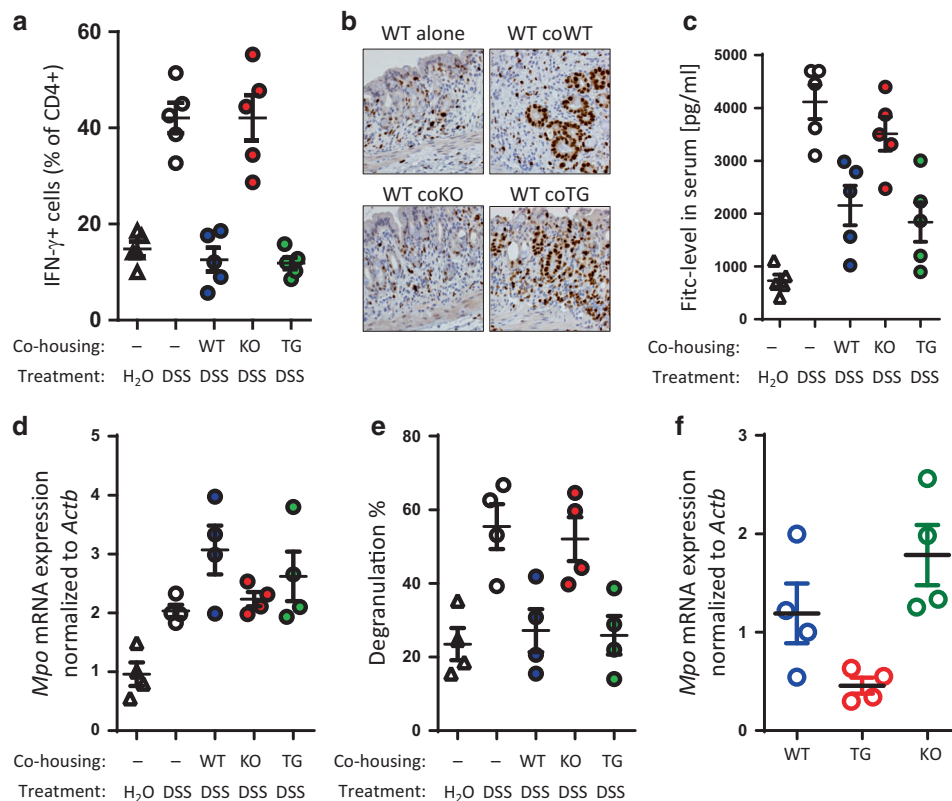 a
IFN-γ+ cells (% of CD4+)
60
40
20
0
Co-housing: – – WT KO TG
Treatment: H₂O DSS DSS DSS DSS
b
WT alone WT coWT
WT coKO WT coTG
c
Fitc-level in serum [pg/ml]
5000
4000
3000
2000
1000
0
Co-housing: – – WT KO TG
Treatment: H₂O DSS DSS DSS DSS
d
Mpo mRNA expression
normalized to Actb
5
4
3
2
1
0
Co-housing: – – WT KO TG
Treatment: H₂O DSS DSS DSS DSS
e
Degranulation %
80
60
40
20
0
Co-housing: – – WT KO TG
Treatment: H₂O DSS DSS DSS DSS
f
Mpo mRNA expression
normalized to Actb
3
2
1
0
WT TG KO